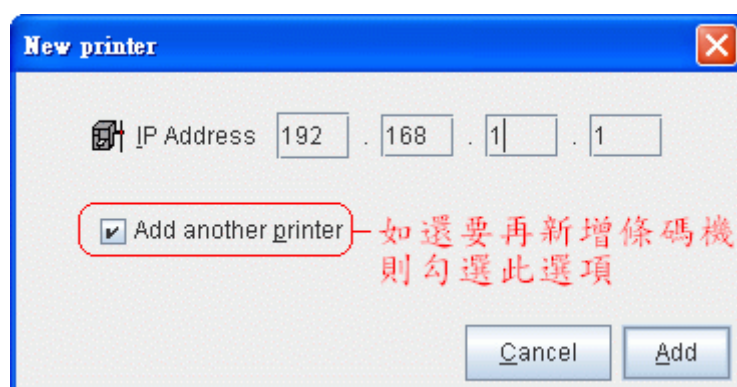 New printer
IP Address 192 . 168 . 1 . 1
Add another printer
如還要再新增條碼機
則勾選此選項
Cancel Add